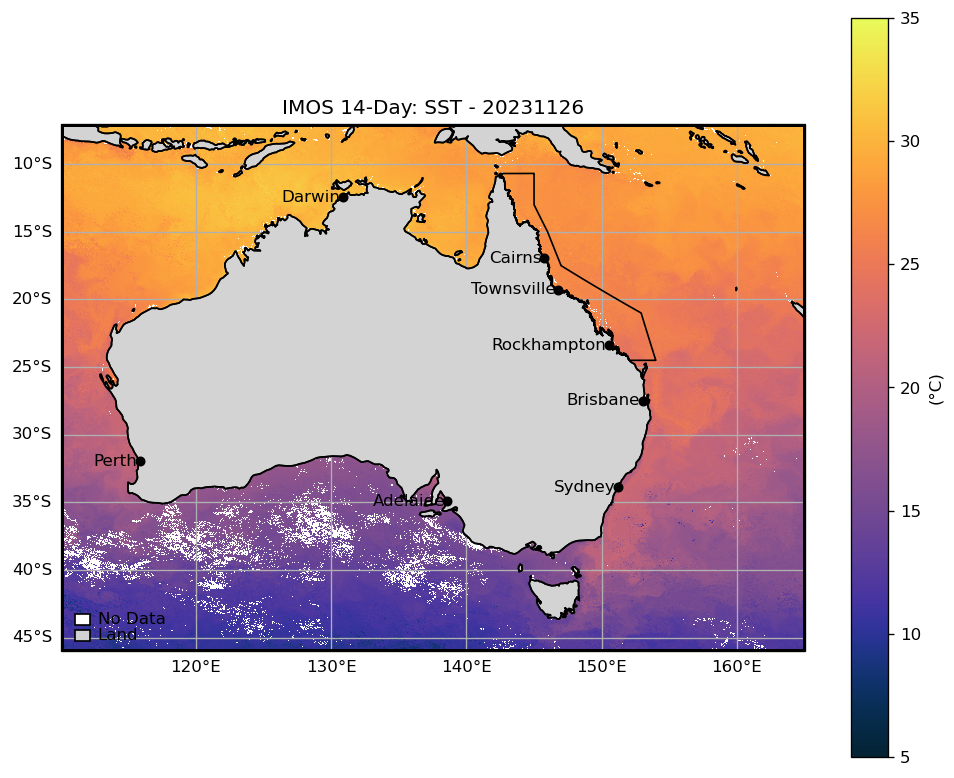 IMOS 14-Day: SST - 20231126
35
30
25
20
15
10
5
(°C)
10°S
15°S
20°S
25°S
30°S
35°S
40°S
45°S
Darwin
Cairns
Townsville
Rockhampton
Brisbane
Perth
Sydney
Adelaide
No Data
Land
120°E 130°E 140°E 150°E 160°E